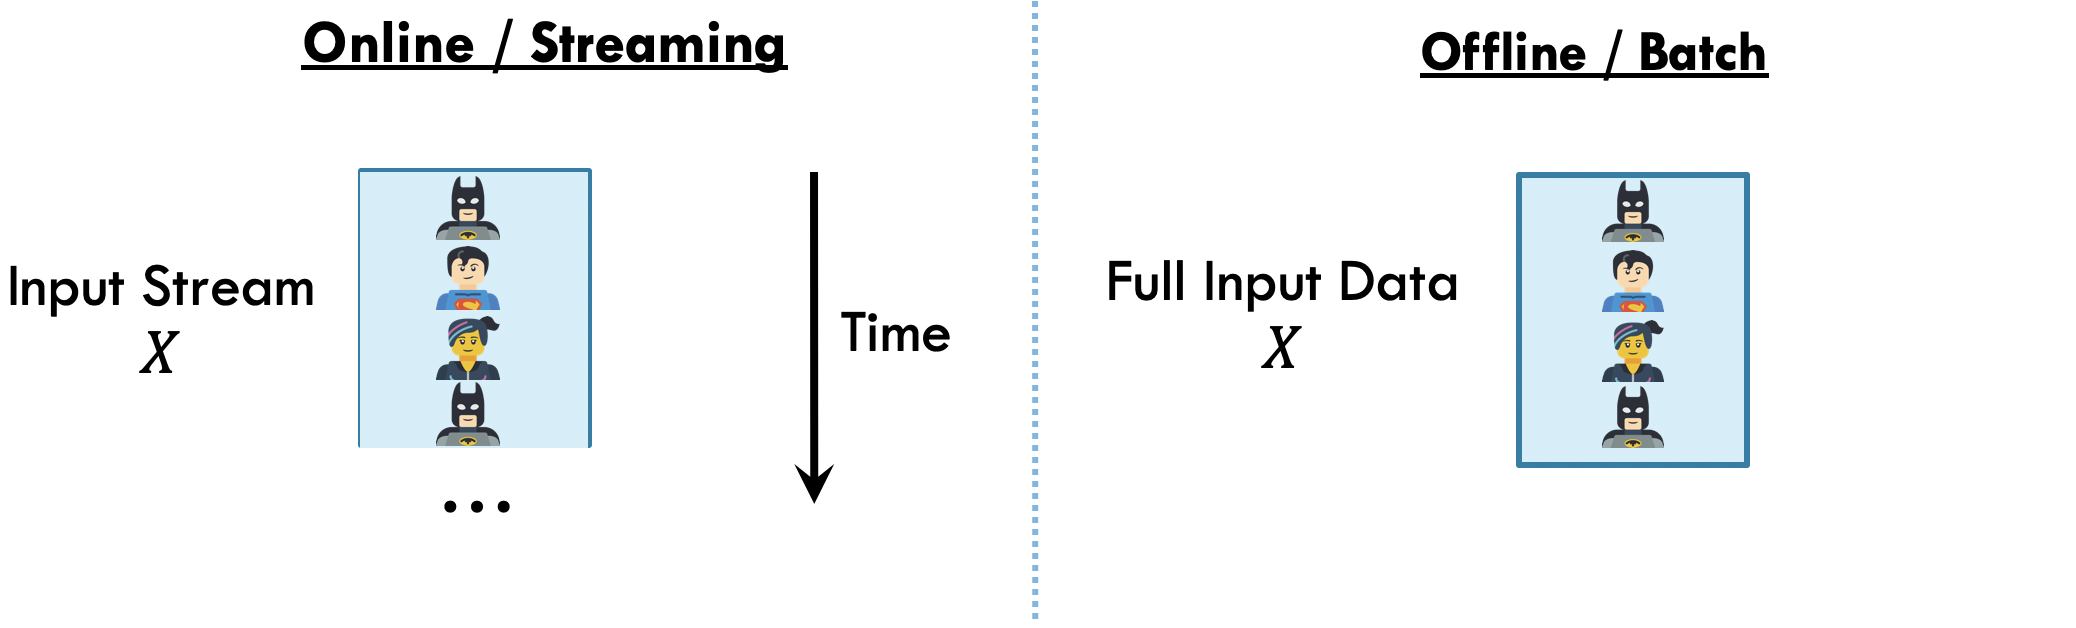 Online / Streaming
Input Stream
X
Time
...
Offline / Batch
Full Input Data
X